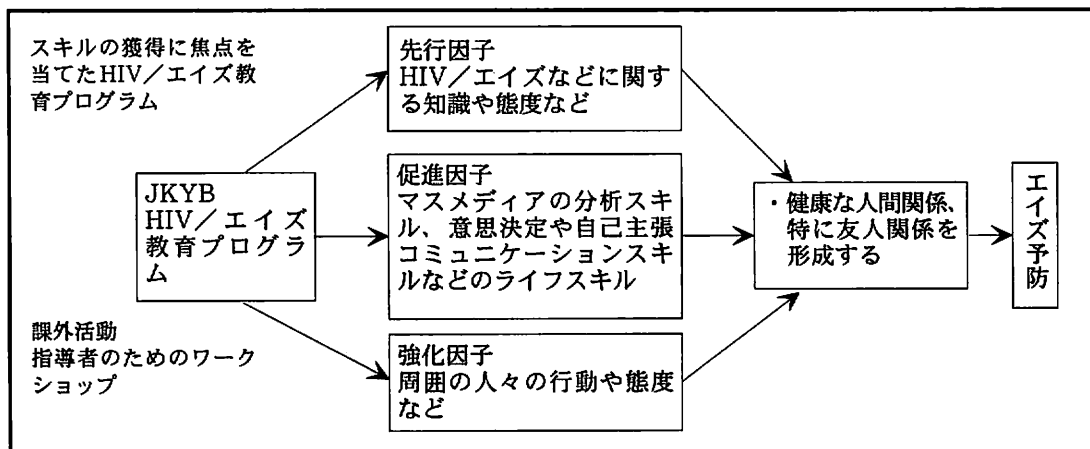 スキルの獲得に焦点を
当てたHIV／エイズ教
育プログラム
JKYB
HIV／エイズ
教育プログラ
ム
課外活動
指導者のためのワーク
ショップ
先行因子
HIV／エイズなどに関す
る知識や態度など
促進因子
マスメディアの分析スキ
ル、意思決定や自己主張
コミュニケーションスキ
ルなどのライフスキル
強化因子
周囲の人々の行動や態度
など
・健康な人間関係、
特に友人関係を
形成する
エイズ予防